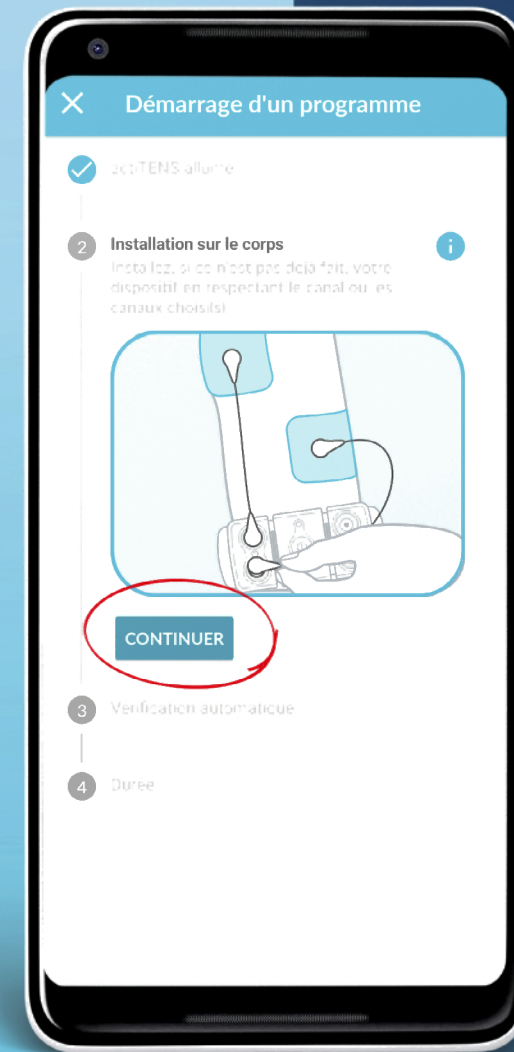 Démarrage d'un programme
actiTENS allumé
2 Installation sur le corps
i
Installez, si ce n'est pas déjà fait, votre
dispositif en respectant le canal ou les
canaux choisi(s)
CONTINUER
3 Vérification automatique
4 Durée